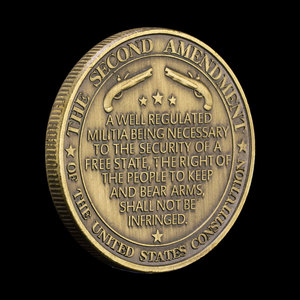 THE SECOND AMENDMENT
A WELL REGULATED
MILITIA BEING NECESSARY
TO THE SECURITY OF A
FREE STATE, THE RIGHT OF
THE PEOPLE TO KEEP
AND BEAR ARMS,
SHALL NOT BE
INFRINGED.
OF THE UNITED STATES CONSTITUTION